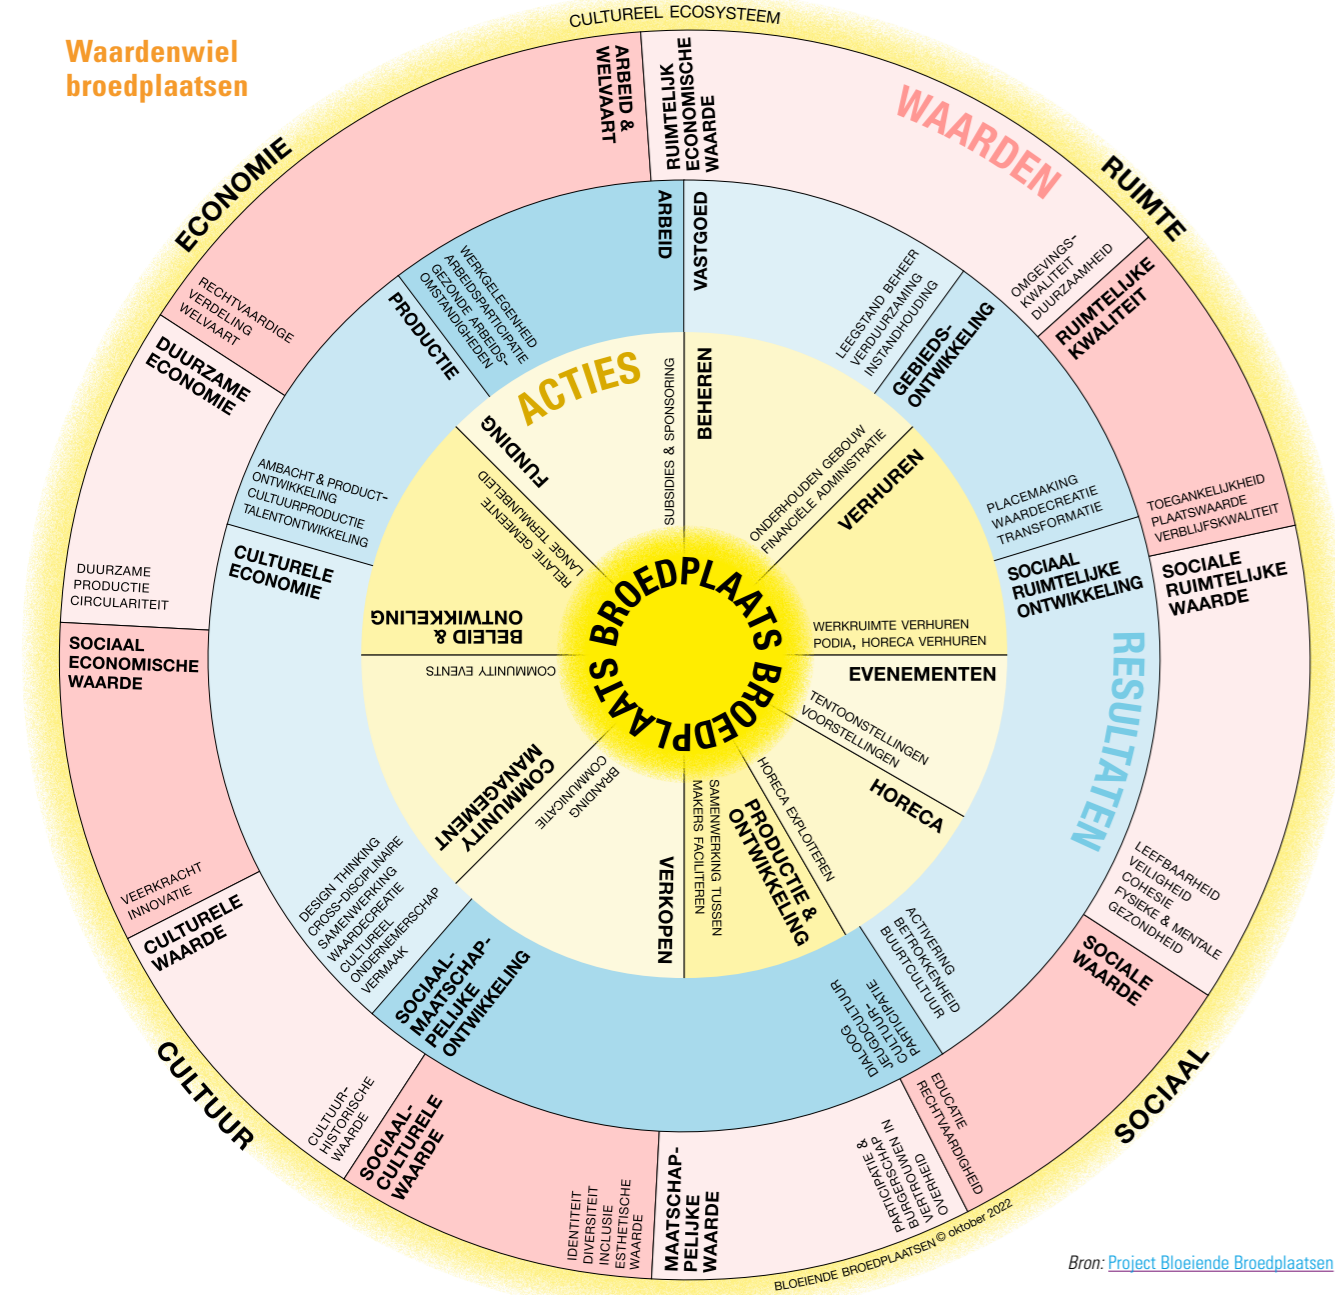 Waardenwiel
broedplaatsen
CULTUREEL ECOSYSTEEM
ECONOMIE
RUIMTE
SOCIAAL
CULTUUR
WAARDEN
RUIMTELIJK
ECONOMISCHE
WAARDE
OMGEVINGS-
KWALITEIT
DUURZAAMHEID
RUIMTELIJKE
KWALITEIT
TOEGANKELIJKHEID
PLAATSWAARDE
VERBLIJFSKWALITEIT
SOCIALE
RUIMTELIJKE
WAARDE
LEEFBAARHEID
VEILIGHEID
COHESIE
FYSIEKE & MENTALE
GEZONDHEID
SOCIALE
WAARDE
EDUCATIE
RECHTVAARDIGHEID
PARTICIPATIE &
BURGERSCHAP
VERTROUWEN IN
OVERHEID
MAATSCHAP-
PELIJKE
WAARDE
IDENTITEIT
DIVERSITEIT
INCLUSIE
ESTHETISCHE
WAARDE
SOCIAAL-
CULTURELE
WAARDE
CULTUUR-
HISTORISCHE
WAARDE
CULTURELE
WAARDE
VEERKRACHT
INNOVATIE
SOCIAAL
ECONOMISCHE
WAARDE
DUURZAME
PRODUCTIE
CIRCULARITEIT
DUURZAME
ECONOMIE
RECHTVAARDIGE
VERDELING
WELVAART
ARBEID &
WELVAART
RESULTATEN
VASTGOED
LEEGSTAND BEHEER
VERDUURZAMING
INSTANDHOUDING
GEBIEDS-
ONTWIKKELING
PLACEMAKING
WAARDECREATIE
TRANSFORMATIE
SOCIAAL
RUIMTELIJKE
ONTWIKKELING
ACTIVERING
BETROKKENHEID
BUURTCULTUUR
DIALOOG
JEUGDCULTUUR
CULTUUR-
PARTICIPATIE
SOCIAAL-
MAATSCHAP-
PELIJKE
ONTWIKKELING
DESIGN THINKING
CROSS-DISCIPLINAIRE
SAMENWERKING
WAARDECREATIE
CULTUREEL
ONDERNEMERSCHAP
VERMAAK
CULTURELE
ECONOMIE
AMBACHT & PRODUCT-
ONTWIKKELING
CULTUURPRODUCTIE
TALENTONTWIKKELING
PRODUCTIE
WERKGELEGENHEID
ARBEIDSPARTICIPATIE
GEZONDE ARBEIDS-
OMSTANDIGHEDEN
ARBEID
ACTIES
BEHEREN
ONDERHOUDEN GEBOUW
FINANCIËLE ADMINISTRATIE
VERHUREN
WERKRUIMTE VERHUREN
PODIA, HORECA VERHUREN
EVENEMENTEN
TENTOONSTELLINGEN
VOORSTELLINGEN
HORECA
HORECA EXPLOITEREN
PRODUCTIE &
ONTWIKKELING
SAMENWERKING TUSSEN
MAKERS FACILITEREN
VERKOPEN
BRANDING
COMMUNICATIE
COMMUNITY
MANAGEMENT
COMMUNITY EVENTS
BELEID &
ONTWIKKELING
RELATIE GEMEENTE
LANGE TERMIJNBELEID
FUNDING
SUBSIDIES & SPONSORING
BROEDPLAATS BROEDPLAATS
BLOEIENDE BROEDPLAATSEN © oktober 2022
Bron: Project Bloeiende Broedplaatsen